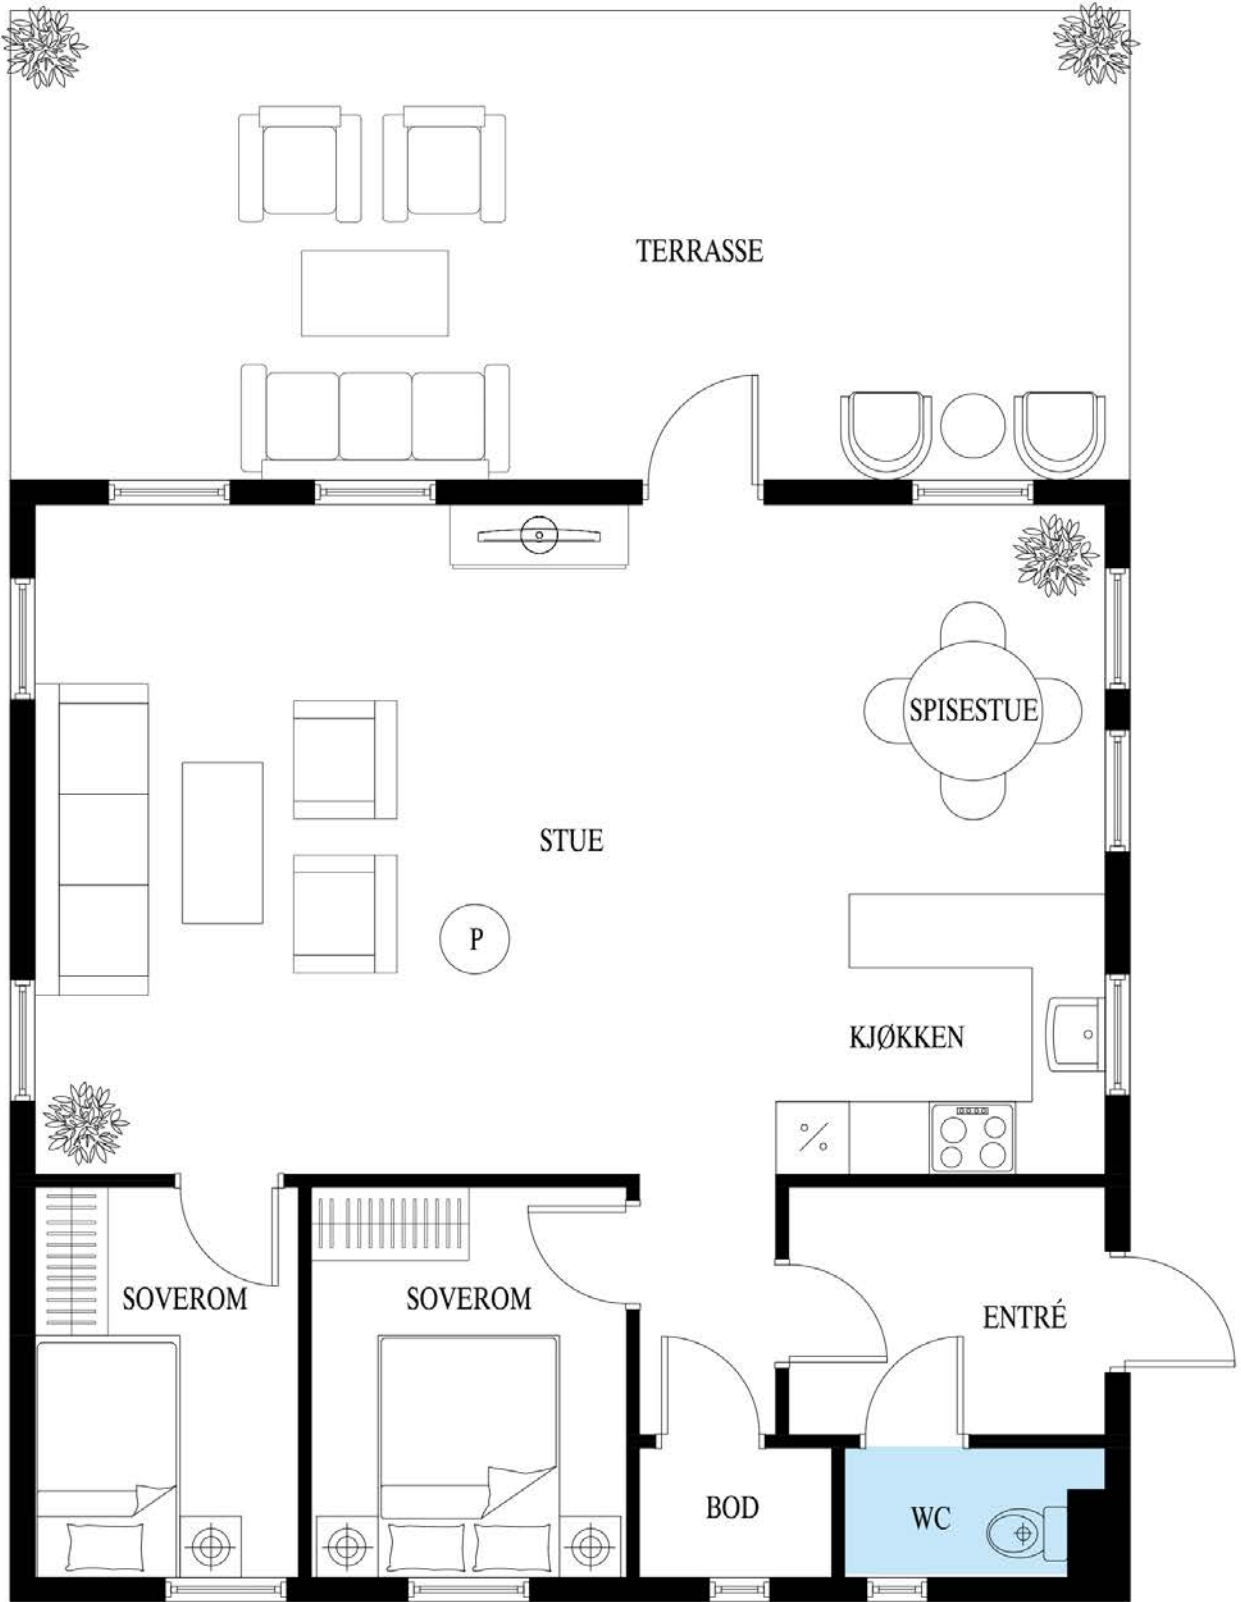 TERRASSE
SPISESTUE
STUE
P
KJØKKEN
SOVEROM
SOVEROM
ENTRÉ
BOD
WC